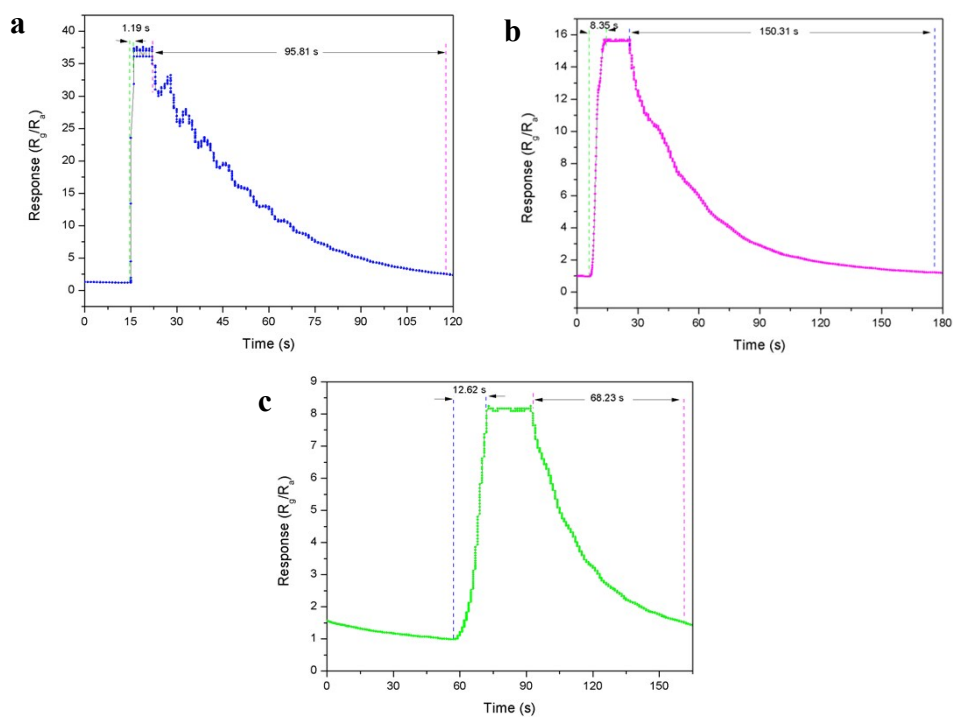 a
1.19 s
95.81 s
40
35
30
25
20
15
10
5
0
Response (Rg/Ra)
0 15 30 45 60 75 90 105 120
Time (s)
b
8.35 s
150.31 s
16
14
12
10
8
6
4
2
0
Response (Rg/Ra)
0 30 60 90 120 150 180
Time (s)
c
12.62 s
68.23 s
9
8
7
6
5
4
3
2
1
0
Response (Rg/Ra)
0 30 60 90 120 150
Time (s)